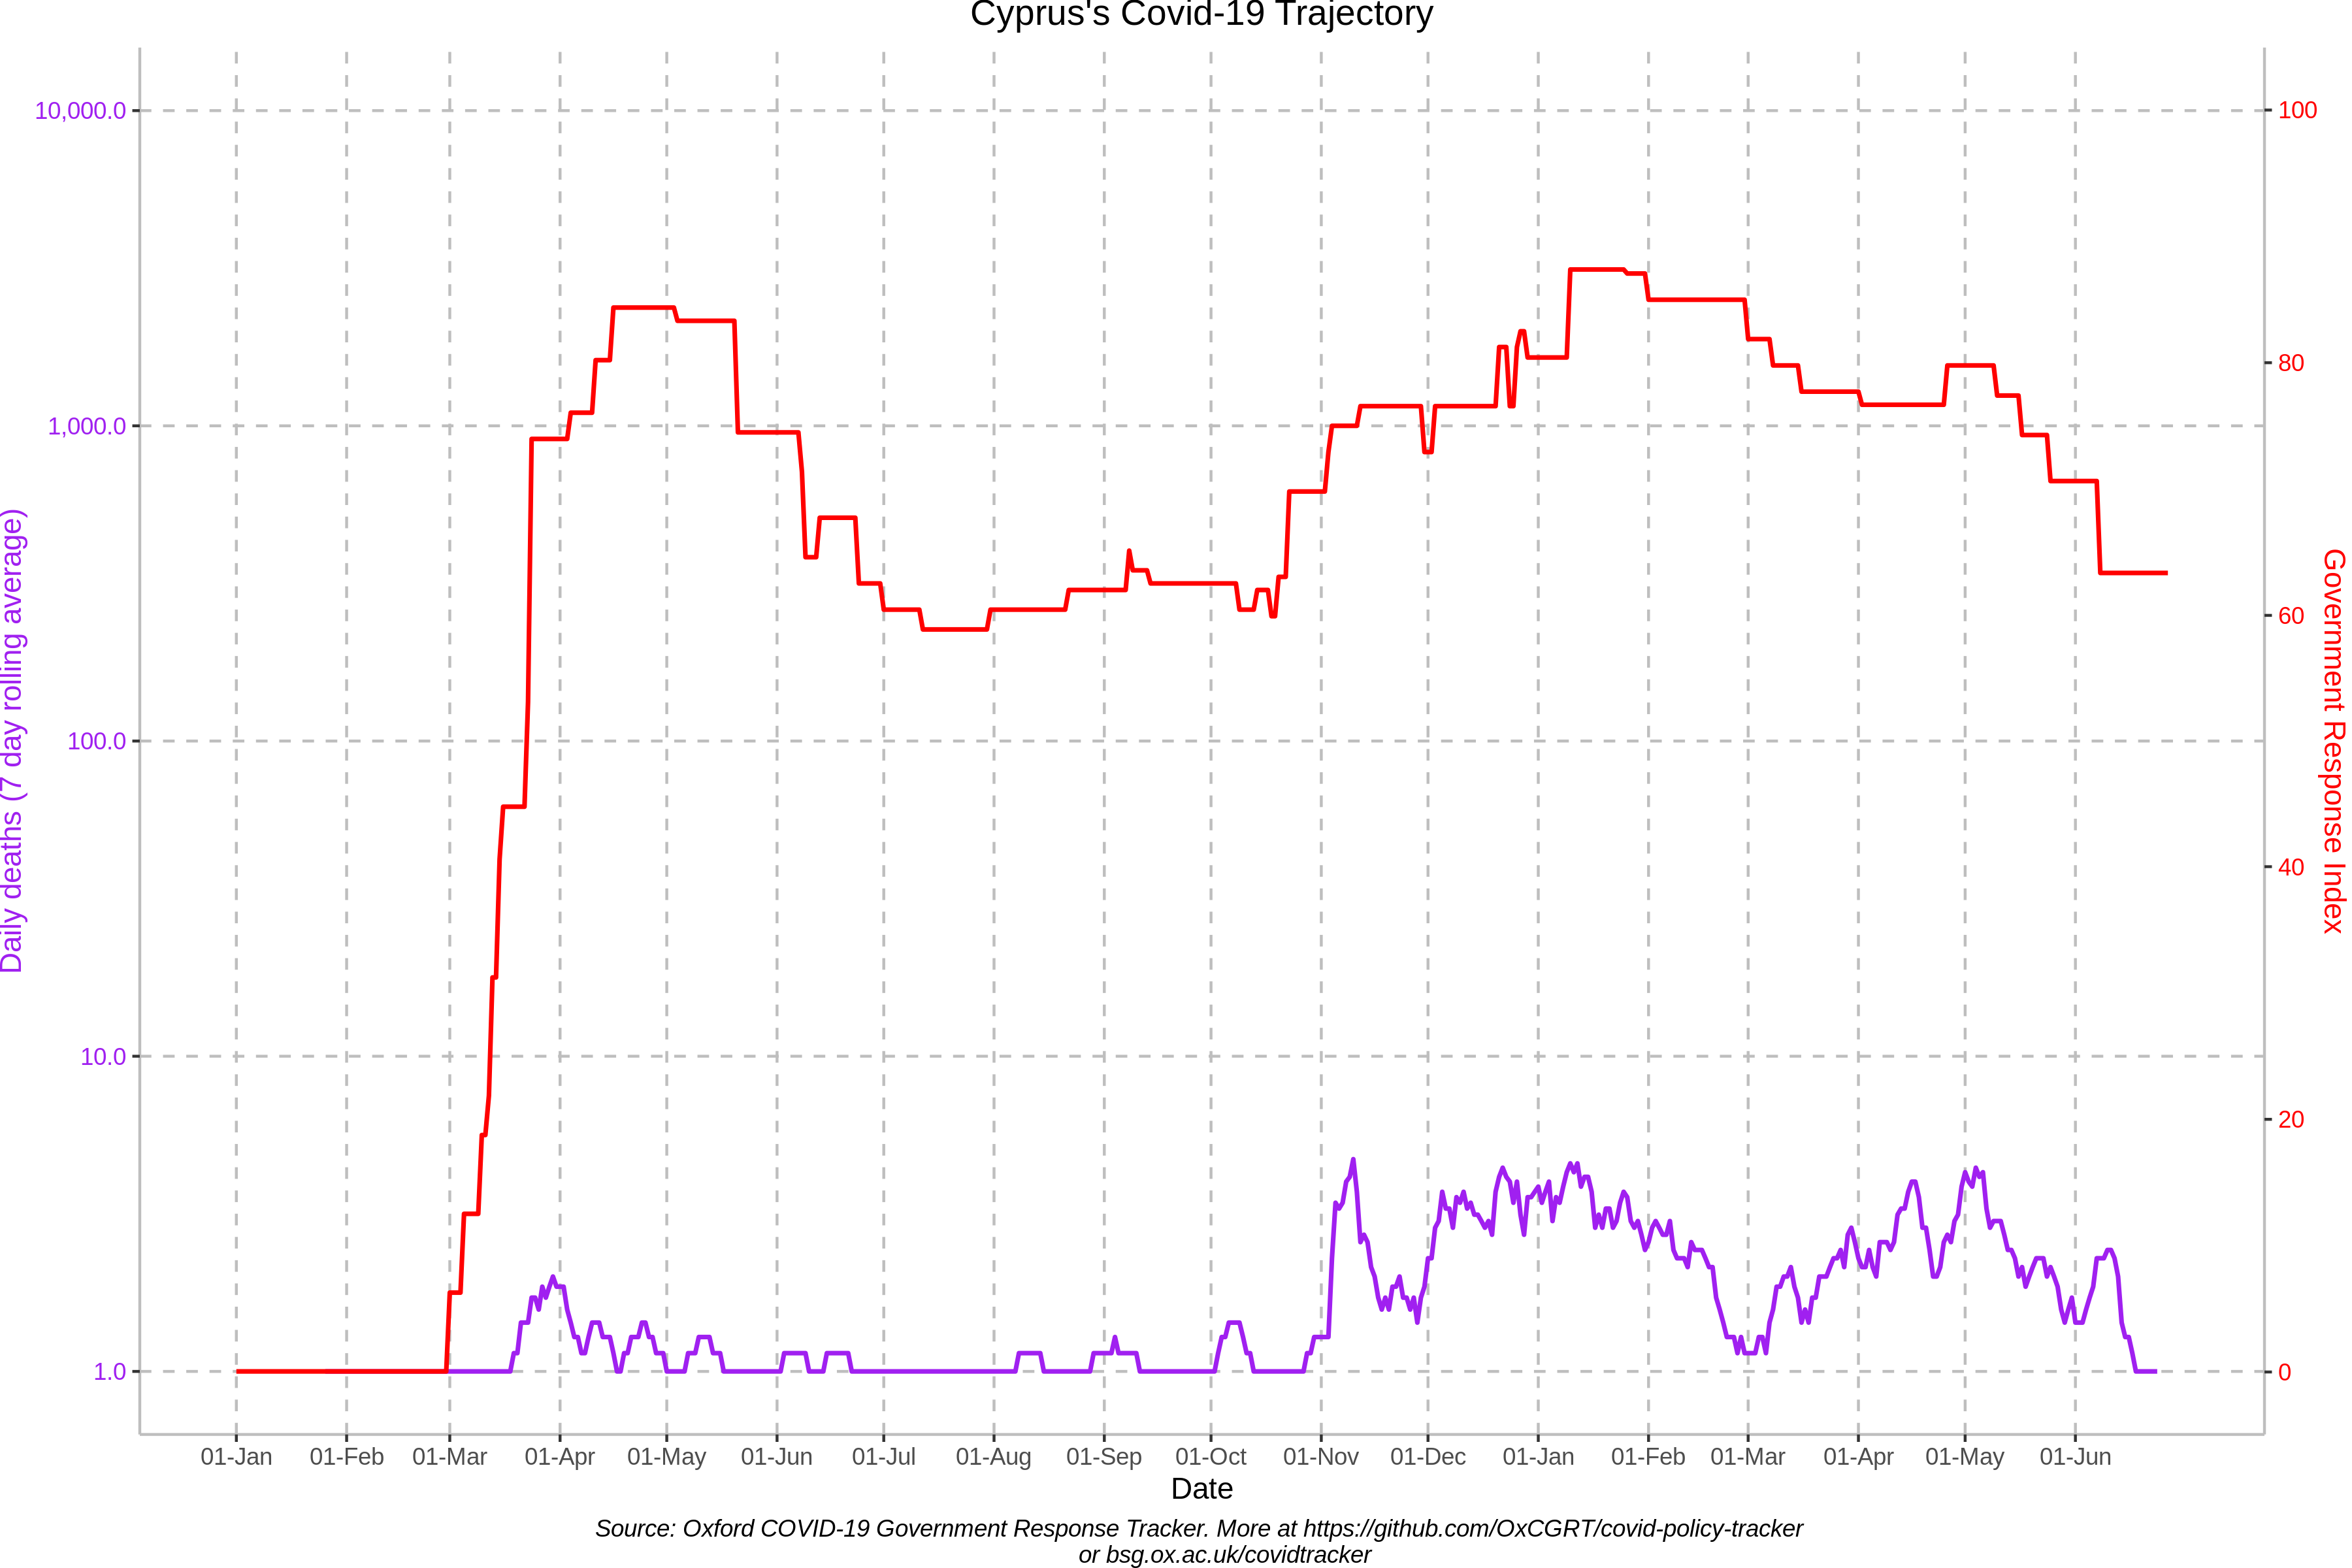 Cyprus's Covid-19 Trajectory
10,000.0
1,000.0
100.0
10.0
1.0
Daily deaths (7 day rolling average)
100
80
60
40
20
0
Government Response Index
01-Jan 01-Feb 01-Mar 01-Apr 01-May 01-Jun 01-Jul 01-Aug 01-Sep 01-Oct 01-Nov 01-Dec 01-Jan 01-Feb 01-Mar 01-Apr 01-May 01-Jun
Date
Source: Oxford COVID-19 Government Response Tracker. More at https://github.com/OxCGRT/covid-policy-tracker
or bsg.ox.ac.uk/covidtracker